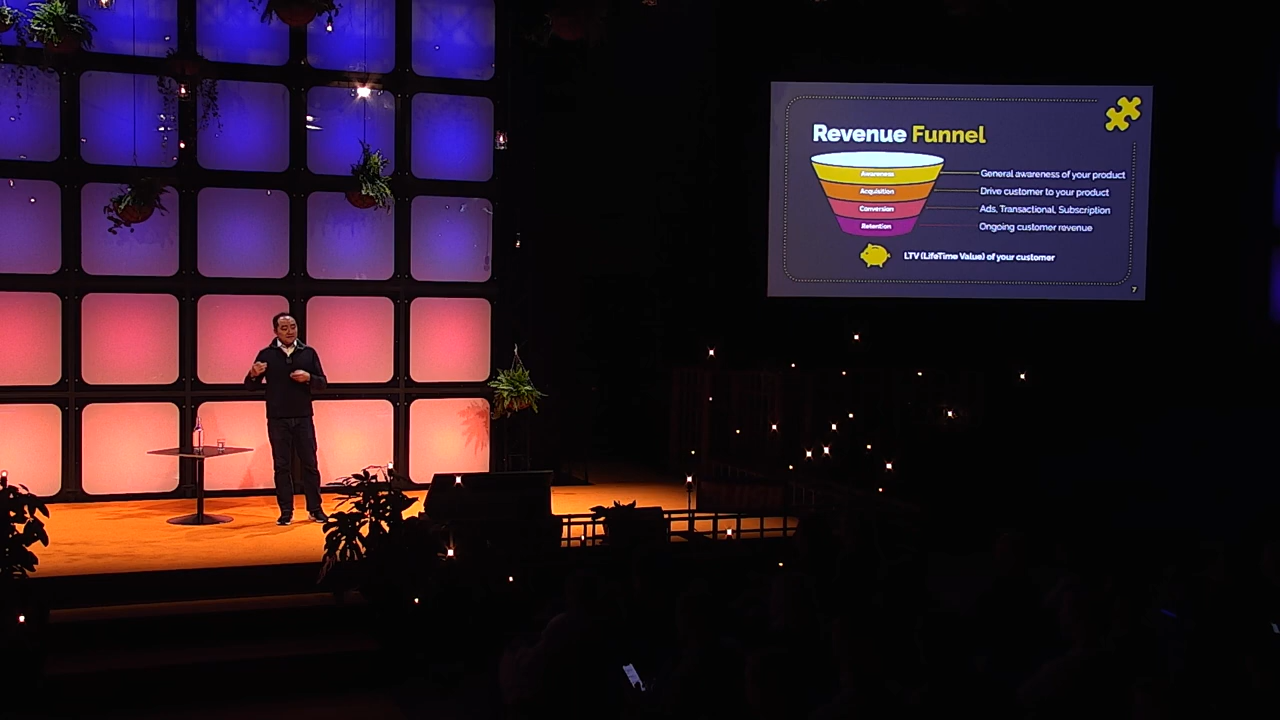 Revenue Funnel
Awareness
General awareness of your product
Acquisition
Drive customer to your product
Conversion
Ads, Transactional, Subscription
Retention
Ongoing customer revenue
LTV (LifeTime Value) of your customer
7